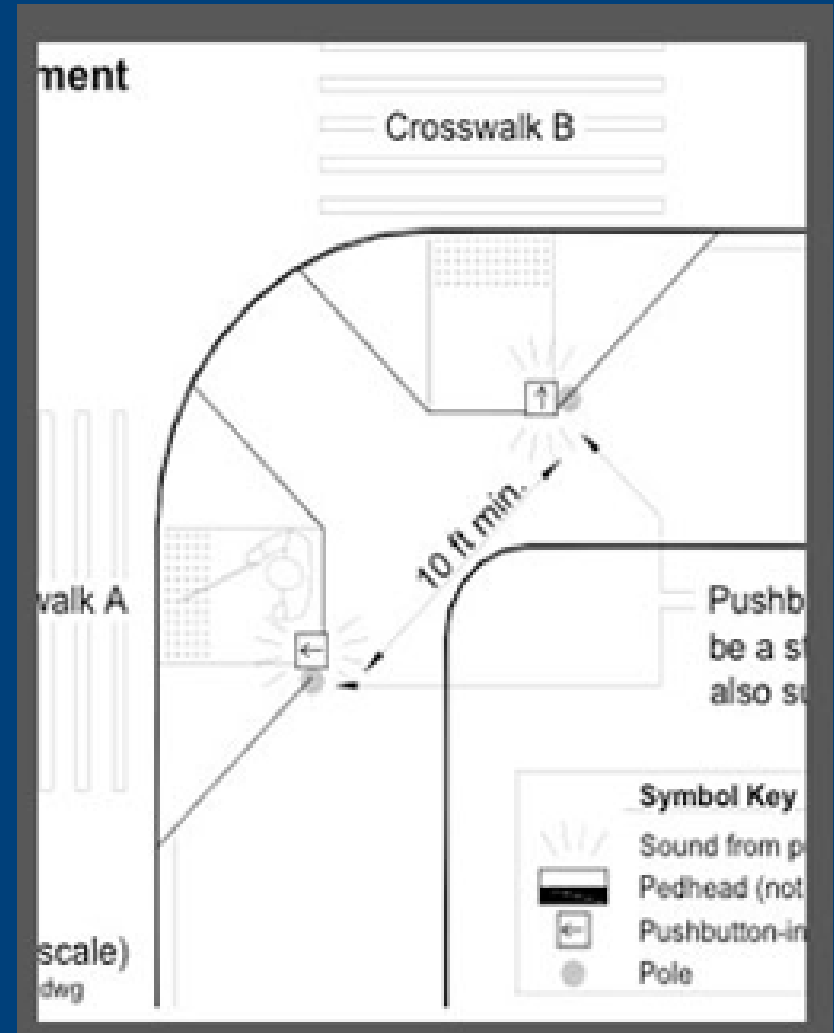 ment
Crosswalk B
10 ft min.
walk A
Pushb
be a st
also su
Symbol Key
Sound from p
Pedhead (not
Pushbutton-in
Pole
scale)
dwg